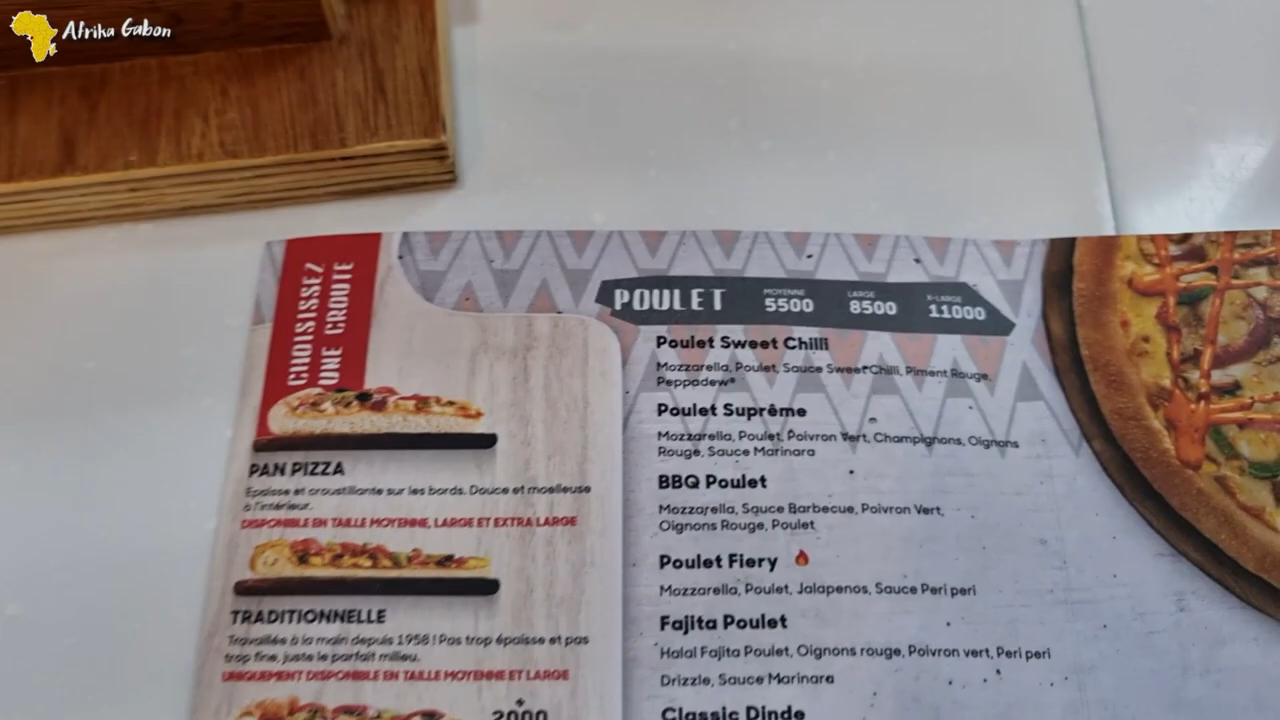 Afrika Gabon
CHOISISSEZ
UNE CROUTE
PAN PIZZA
Epaisse et croustillante sur les bords. Douce et moelleuse
à l'intérieur.
DISPONIBLE EN TAILLE MOYENNE, LARGE ET EXTRA LARGE
TRADITIONNELLE
Travaillée à la main depuis 1958 ! Pas trop épaisse et pas
trop fine, juste le parfait milieu.
UNIQUEMENT DISPONIBLE EN TAILLE MOYENNE ET LARGE
2000
POULET MOYENNE 5500 LARGE 8500 X-LARGE 11000
Poulet Sweet Chilli
Mozzarella, Poulet, Sauce Sweet Chilli, Piment Rouge,
Peppadew®
Poulet Suprême
Mozzarella, Poulet, Poivron Vert, Champignons, Oignons
Rouge, Sauce Marinara
BBQ Poulet
Mozzarella, Sauce Barbecue, Poivron Vert,
Oignons Rouge, Poulet
Poulet Fiery
Mozzarella, Poulet, Jalapenos, Sauce Peri peri
Fajita Poulet
Halal Fajita Poulet, Oignons rouge, Poivron vert, Peri peri
Drizzle, Sauce Marinara
Classic Dinde